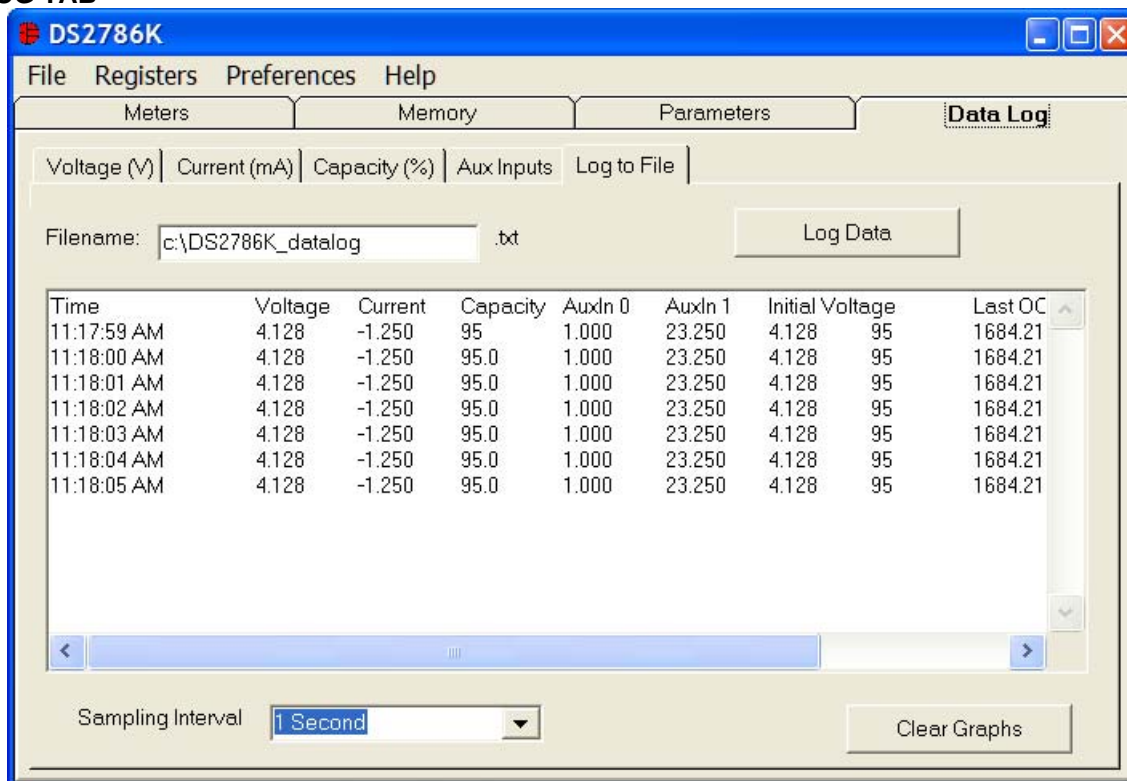 DS2786K
File Registers Preferences Help
Meters Memory Parameters Data Log
Voltage (V) Current (mA) Capacity (%) Aux Inputs Log to File
Filename: c:\DS2786K_datalog .txt Log Data
Time Voltage Current Capacity AuxIn 0 AuxIn 1 Initial Voltage Last OC
11:17:59 AM 4.128 -1.250 95 1.000 23.250 4.128 95 1684.21
11:18:00 AM 4.128 -1.250 95.0 1.000 23.250 4.128 95 1684.21
11:18:01 AM 4.128 -1.250 95.0 1.000 23.250 4.128 95 1684.21
11:18:02 AM 4.128 -1.250 95.0 1.000 23.250 4.128 95 1684.21
11:18:03 AM 4.128 -1.250 95.0 1.000 23.250 4.128 95 1684.21
11:18:04 AM 4.128 -1.250 95.0 1.000 23.250 4.128 95 1684.21
11:18:05 AM 4.128 -1.250 95.0 1.000 23.250 4.128 95 1684.21
Sampling Interval 1 Second Clear Graphs